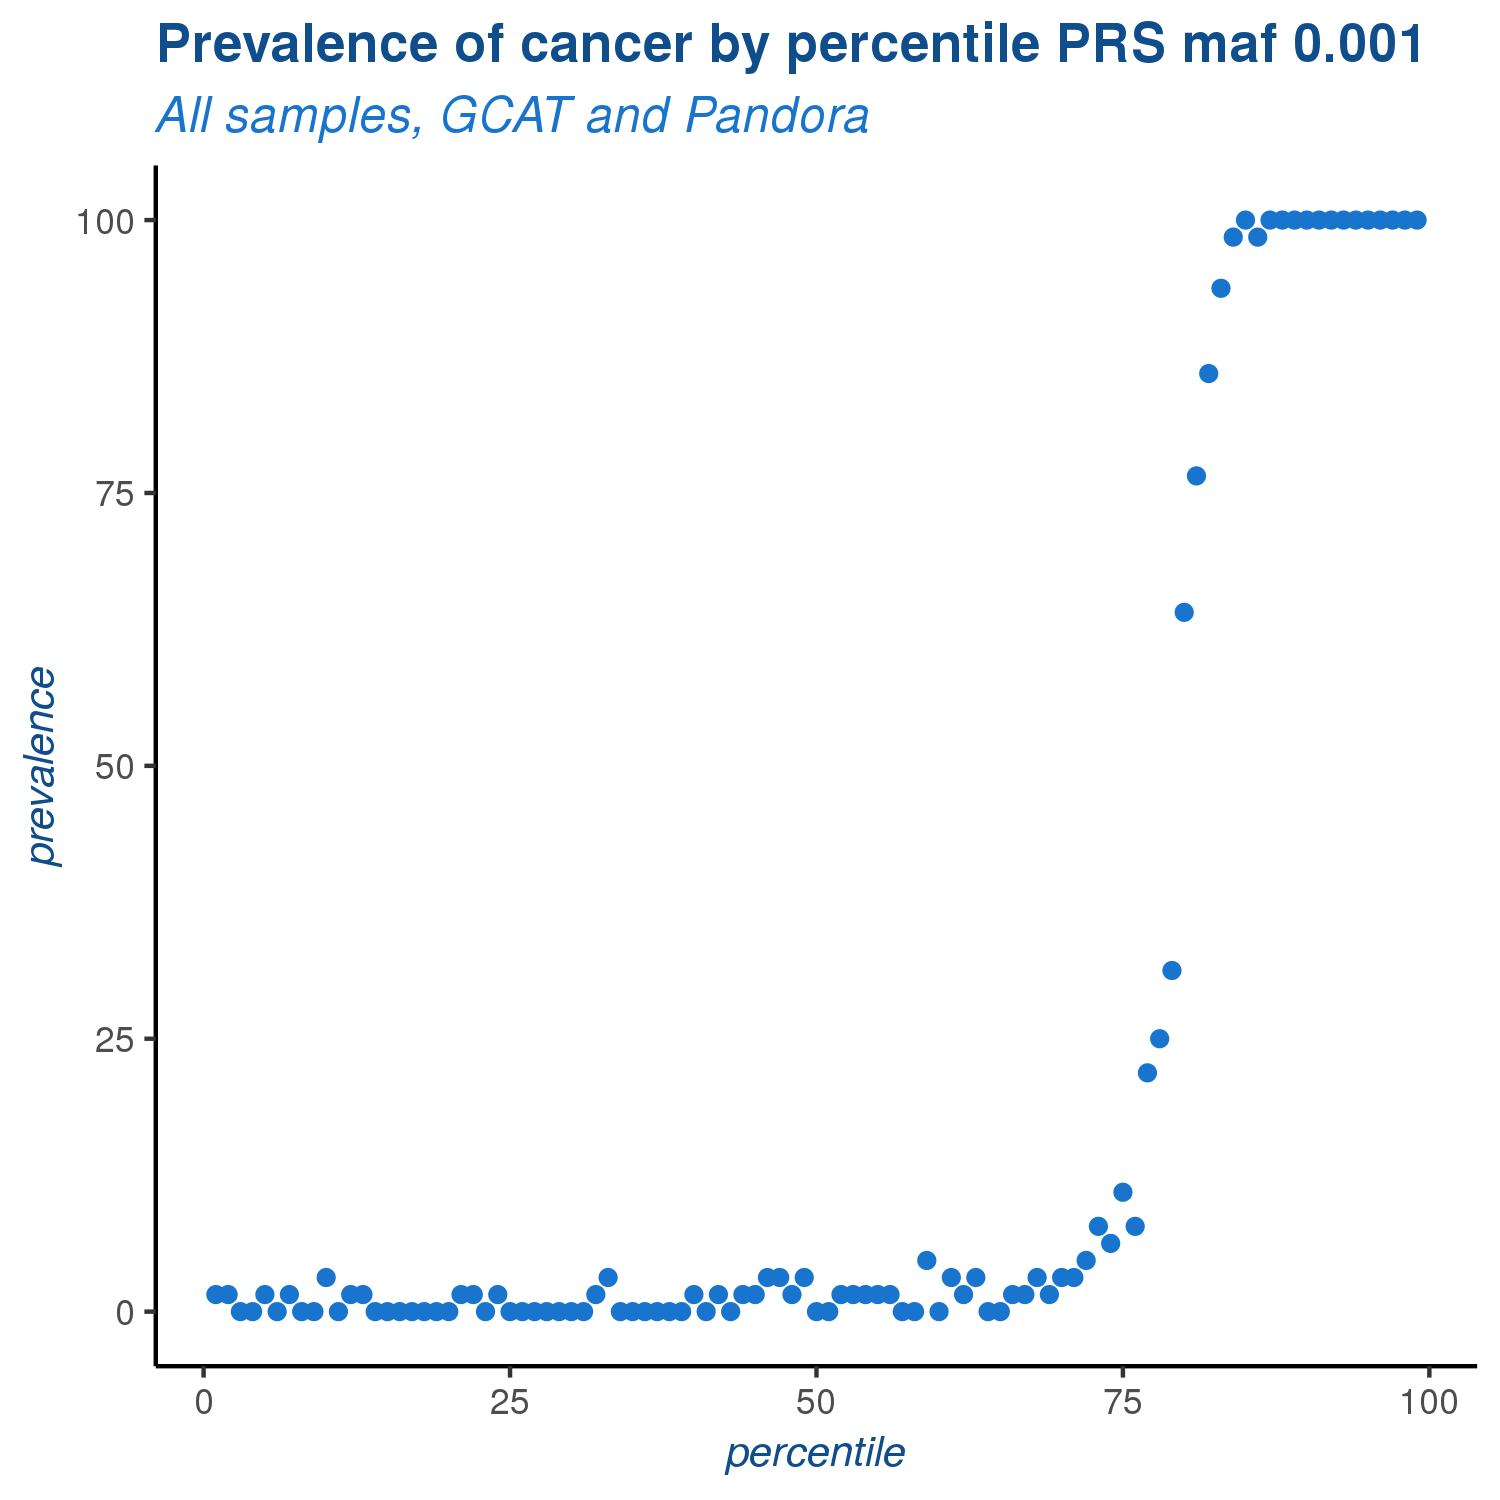 Prevalence of cancer by percentile PRS maf 0.001
All samples, GCAT and Pandora
100
75
50
25
0
prevalence
0 25 50 75 100
percentile